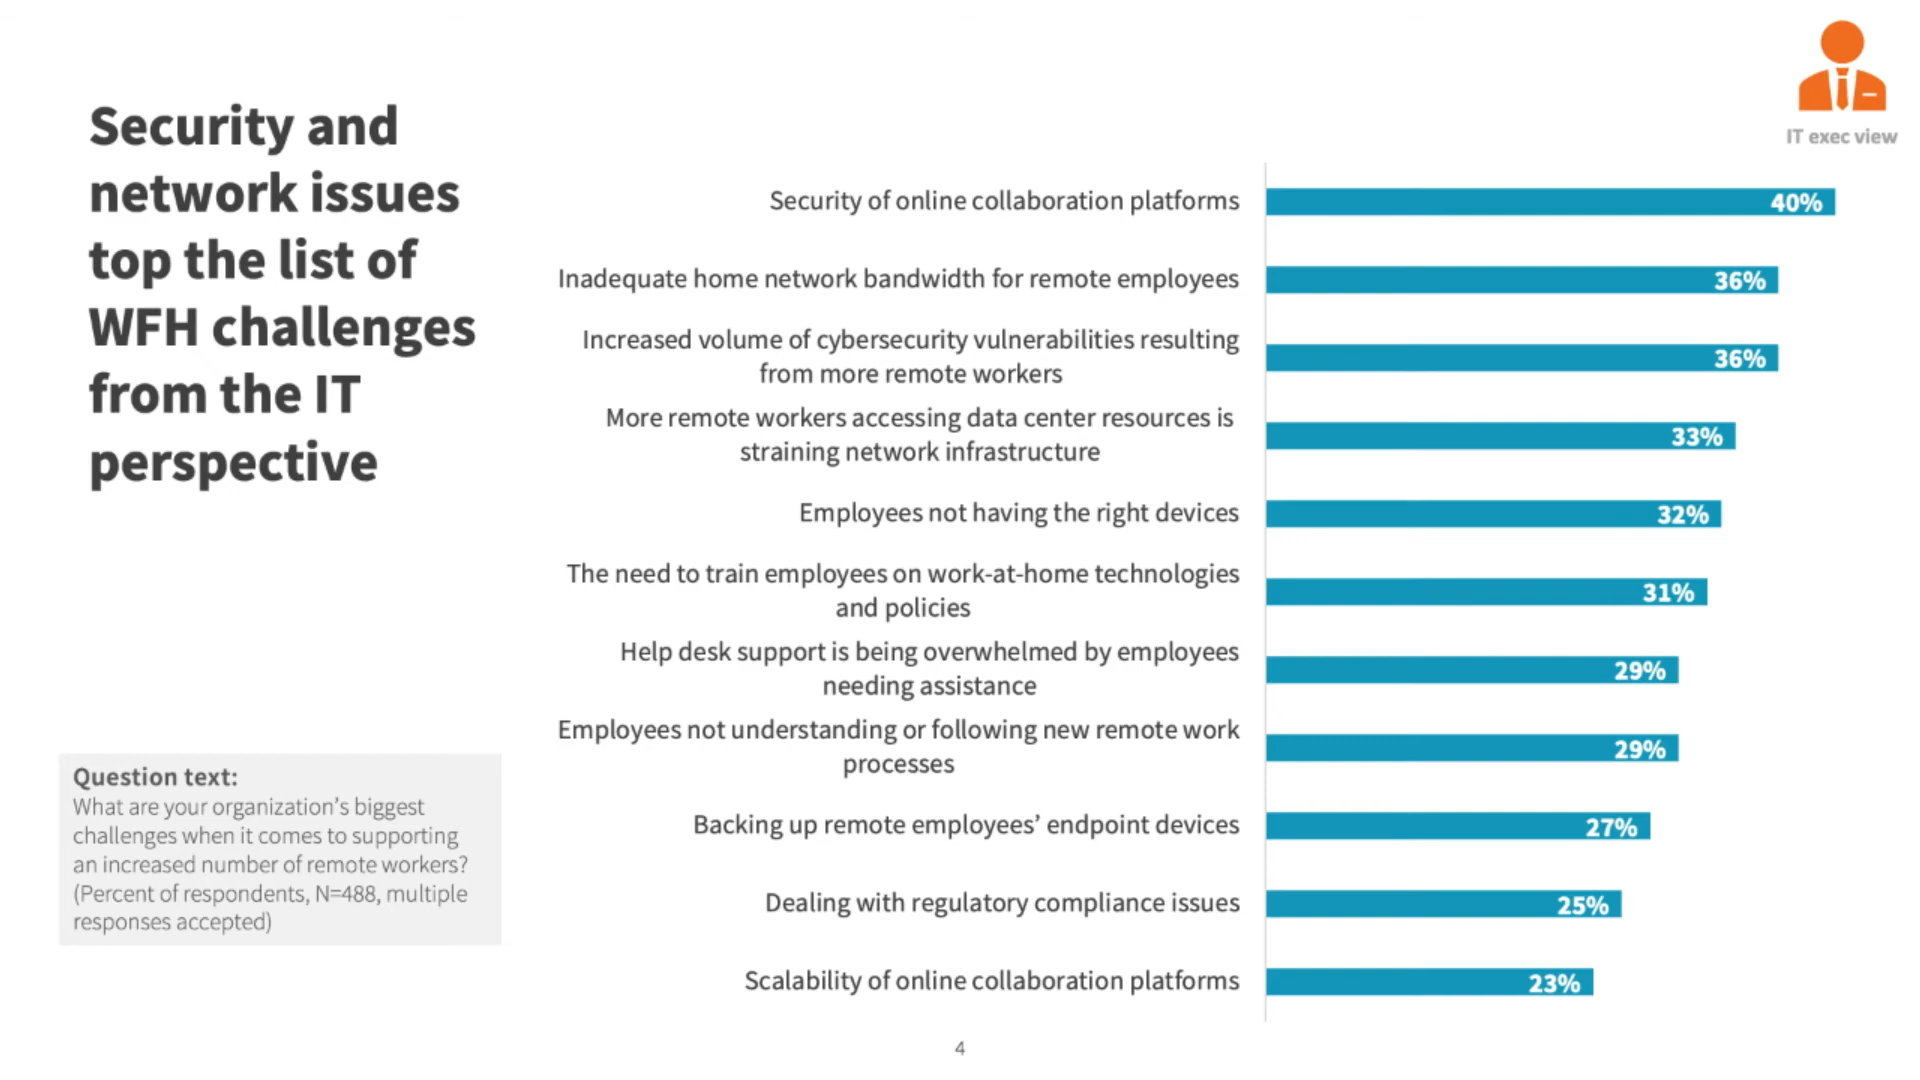 IT exec view
Security and
network issues
top the list of
WFH challenges
from the IT
perspective
Security of online collaboration platforms 40%
Inadequate home network bandwidth for remote employees 36%
Increased volume of cybersecurity vulnerabilities resulting
from more remote workers 36%
More remote workers accessing data center resources is
straining network infrastructure 33%
Employees not having the right devices 32%
The need to train employees on work-at-home technologies
and policies 31%
Help desk support is being overwhelmed by employees
needing assistance 29%
Employees not understanding or following new remote work
processes 29%
Backing up remote employees’ endpoint devices 27%
Dealing with regulatory compliance issues 25%
Scalability of online collaboration platforms 23%
Question text:
What are your organization’s biggest
challenges when it comes to supporting
an increased number of remote workers?
(Percent of respondents, N=488, multiple
responses accepted)
4